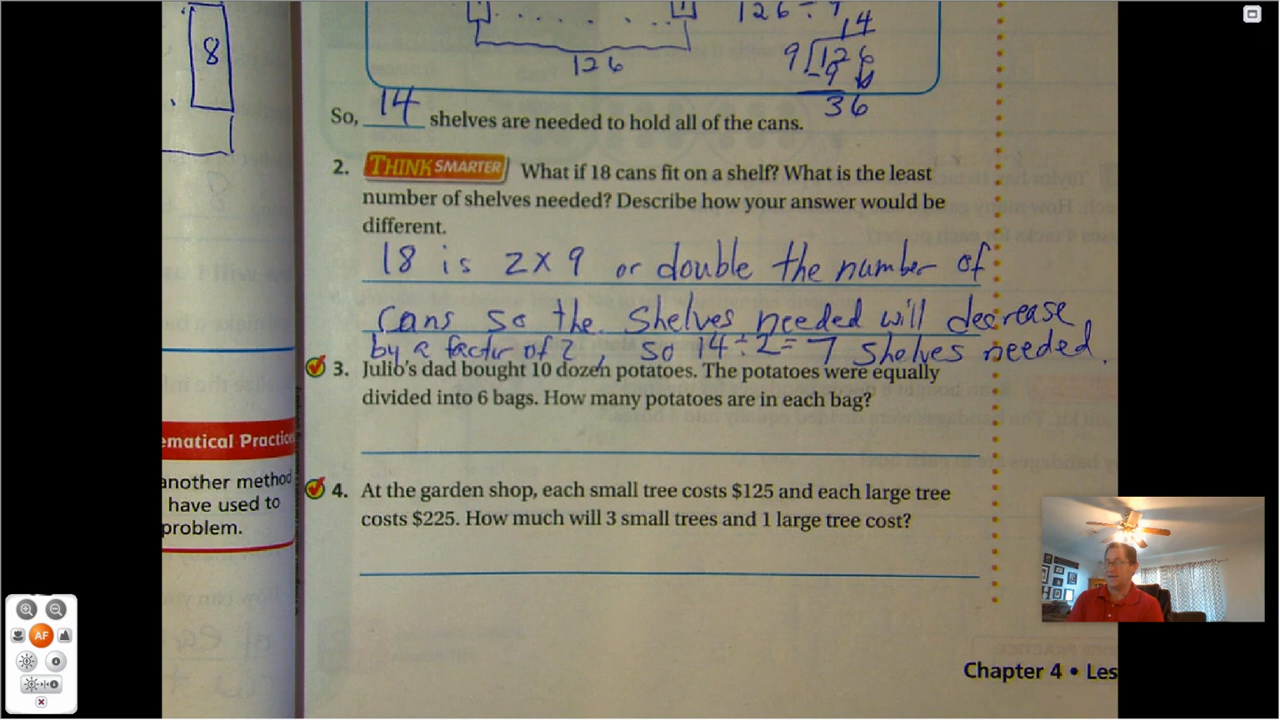 8
126 ÷ 9
126
14
9 126
-9 6
36
So, 14 shelves are needed to hold all of the cans.
2. THINK SMARTER What if 18 cans fit on a shelf? What is the least
number of shelves needed? Describe how your answer would be
different.
18 is 2 x 9 or double the number of
cans so the shelves needed will decrease
by a factor of 2, so 14 ÷ 2 = 7 shelves needed.
3. Julio's dad bought 10 dozen potatoes. The potatoes were equally
divided into 6 bags. How many potatoes are in each bag?
4. At the garden shop, each small tree costs $125 and each large tree
costs $225. How much will 3 small trees and 1 large tree cost?
ematical Practice
another method
have used to
problem.
AF
Chapter 4 • Les